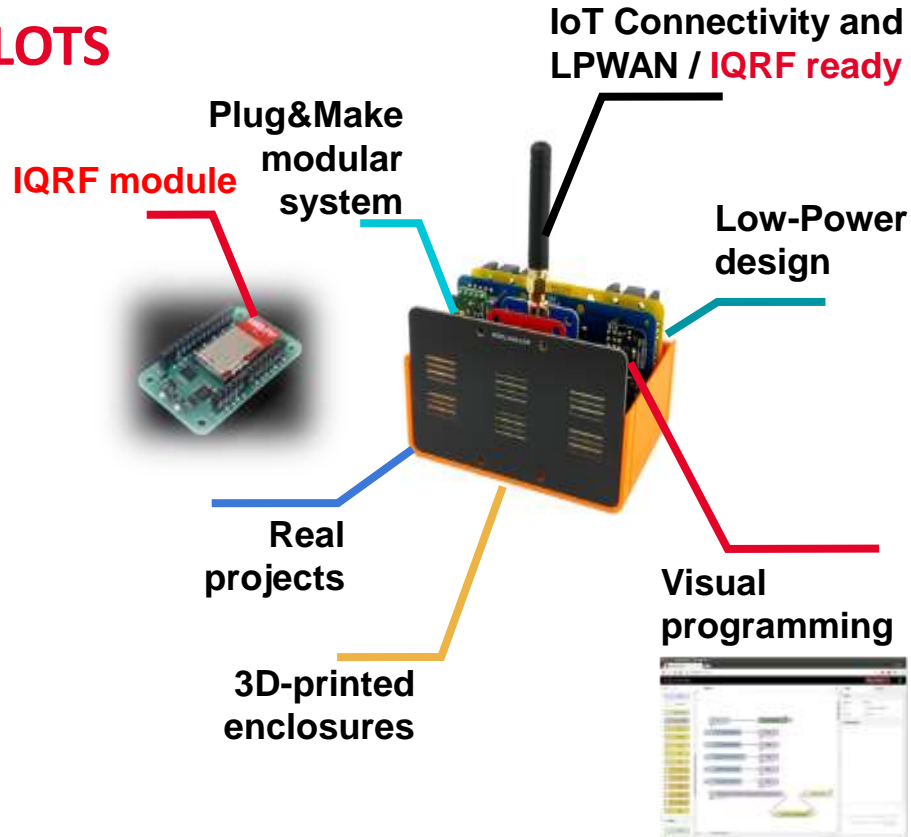 LOTS
IoT Connectivity and
LPWAN / IQRF ready
Plug&Make
modular
system
IQRF module
Low-Power
design
Real
projects
Visual
programming
3D-printed
enclosures